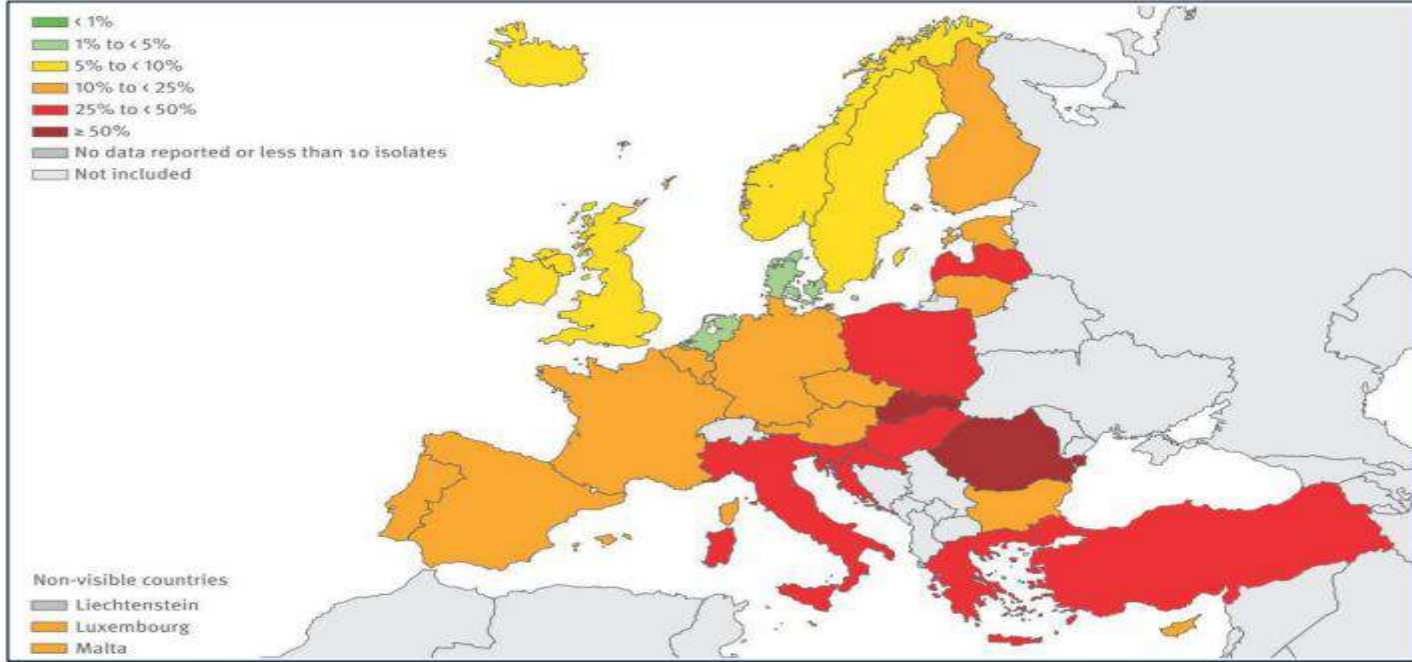 < 1%
1% to < 5%
5% to < 10%
10% to < 25%
25% to < 50%
≥ 50%
No data reported or less than 10 isolates
Not included
Non-visible countries
Liechtenstein
Luxembourg
Malta